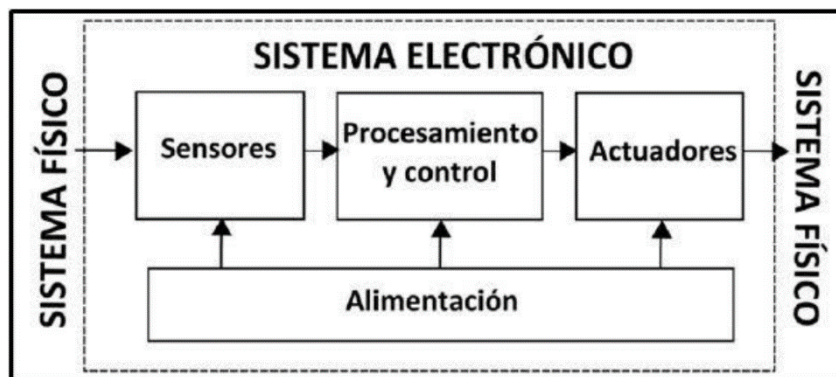 SISTEMA ELECTRÓNICO
SISTEMA FÍSICO
Sensores
Procesamiento
y control
Actuadores
SISTEMA FÍSICO
Alimentación